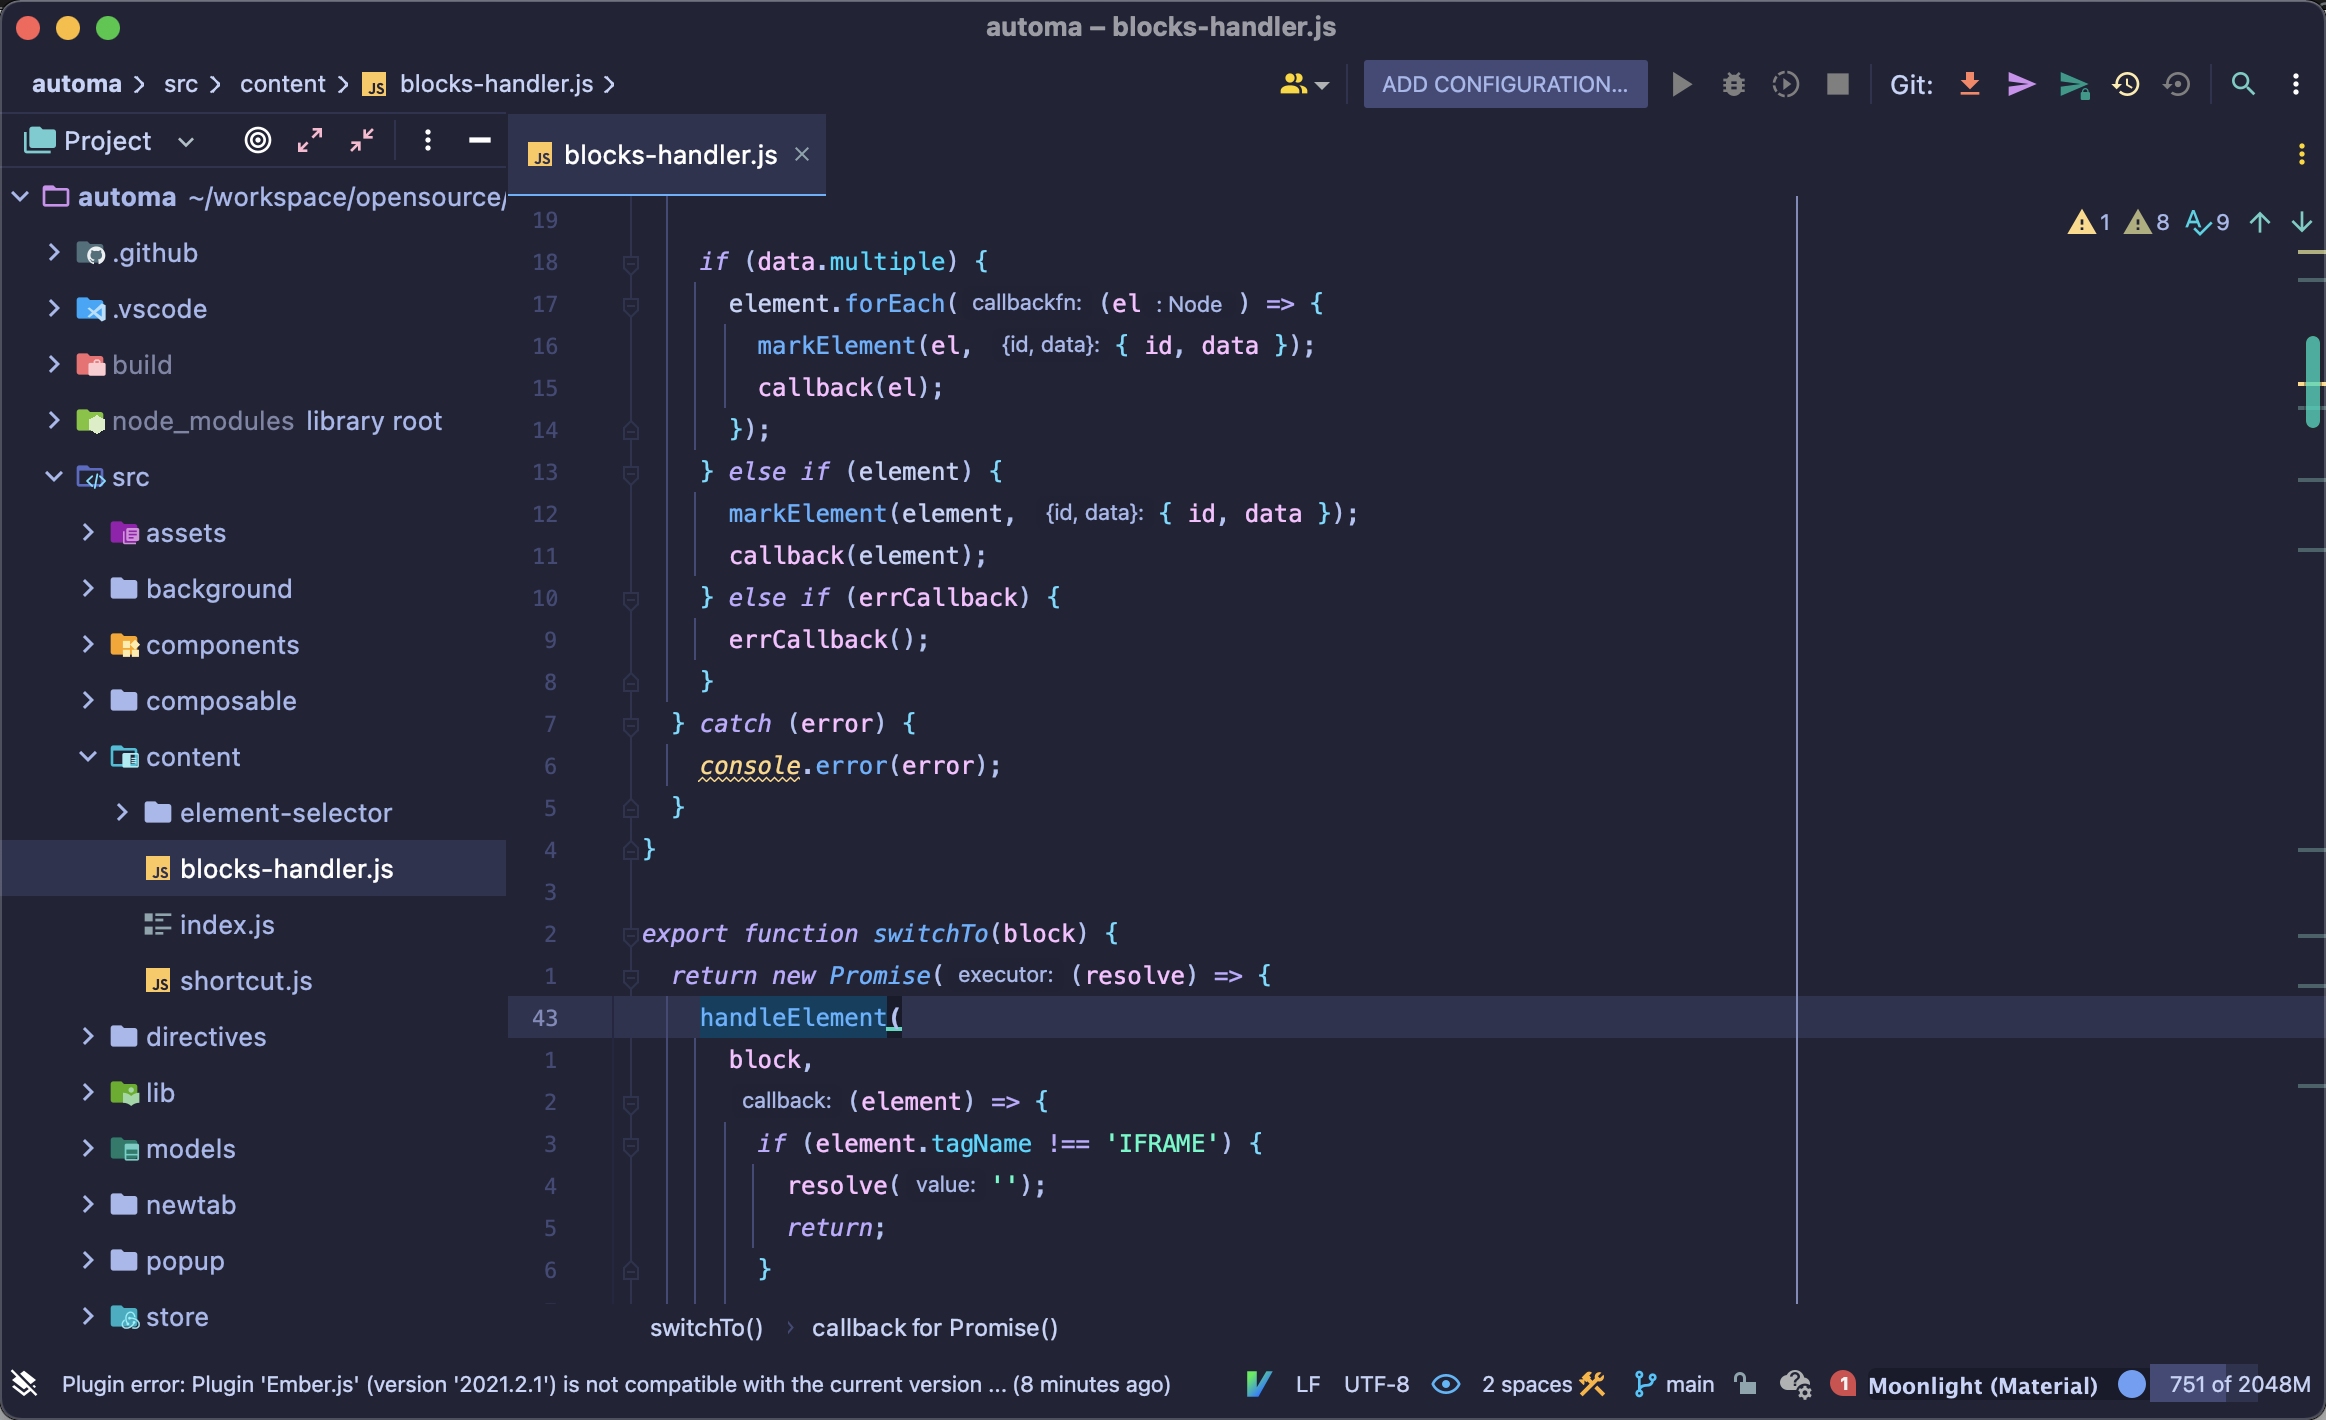 automa – blocks-handler.js
automa src content JS blocks-handler.js ADD CONFIGURATION... Git:
Project
JS blocks-handler.js
automa ~/workspace/opensource/
.github
.vscode
build
node_modules library root
src
assets
background
components
composable
content
element-selector
JS blocks-handler.js
index.js
JS shortcut.js
directives
lib
models
newtab
popup
store
1 8 9
19
18 if (data.multiple) {
17 element.forEach( callbackfn: (el : Node ) => {
16 markElement(el, {id, data}: { id, data });
15 callback(el);
14 });
13 } else if (element) {
12 markElement(element, {id, data}: { id, data });
11 callback(element);
10 } else if (errCallback) {
9 errCallback();
8 }
7 } catch (error) {
6 console.error(error);
5 }
4 }
3
2 export function switchTo(block) {
1 return new Promise( executor: (resolve) => {
43 handleElement(
1 block,
2 callback: (element) => {
3 if (element.tagName !== 'IFRAME') {
4 resolve( value: '');
5 return;
6 }
switchTo() callback for Promise()
Plugin error: Plugin 'Ember.js' (version '2021.2.1') is not compatible with the current version ... (8 minutes ago) LF UTF-8 2 spaces main 1 Moonlight (Material) 751 of 2048M